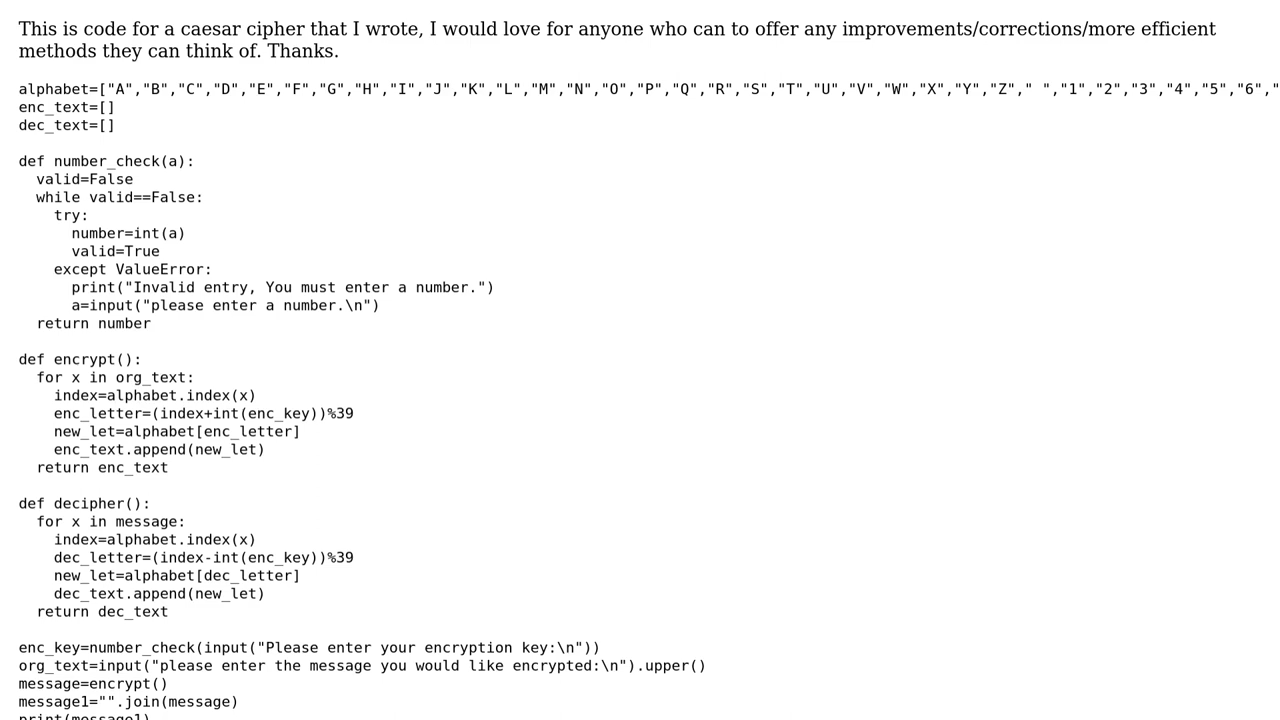 This is code for a caesar cipher that I wrote, I would love for anyone who can to offer any improvements/corrections/more efficient
methods they can think of. Thanks.
alphabet=["A","B","C","D","E","F","G","H","I","J","K","L","M","N","O","P","Q","R","S","T","U","V","W","X","Y","Z"," ","1","2","3","4","5","6","
enc_text=[]
dec_text=[]
def number_check(a):
  valid=False
  while valid==False:
    try:
      number=int(a)
      valid=True
    except ValueError:
      print("Invalid entry, You must enter a number.")
      a=input("please enter a number.\n")
  return number
def encrypt():
  for x in org_text:
    index=alphabet.index(x)
    enc_letter=(index+int(enc_key))%39
    new_let=alphabet[enc_letter]
    enc_text.append(new_let)
  return enc_text
def decipher():
  for x in message:
    index=alphabet.index(x)
    dec_letter=(index-int(enc_key))%39
    new_let=alphabet[dec_letter]
    dec_text.append(new_let)
  return dec_text
enc_key=number_check(input("Please enter your encryption key:\n"))
org_text=input("please enter the message you would like encrypted:\n").upper()
message=encrypt()
message1="".join(message)
print(message1)